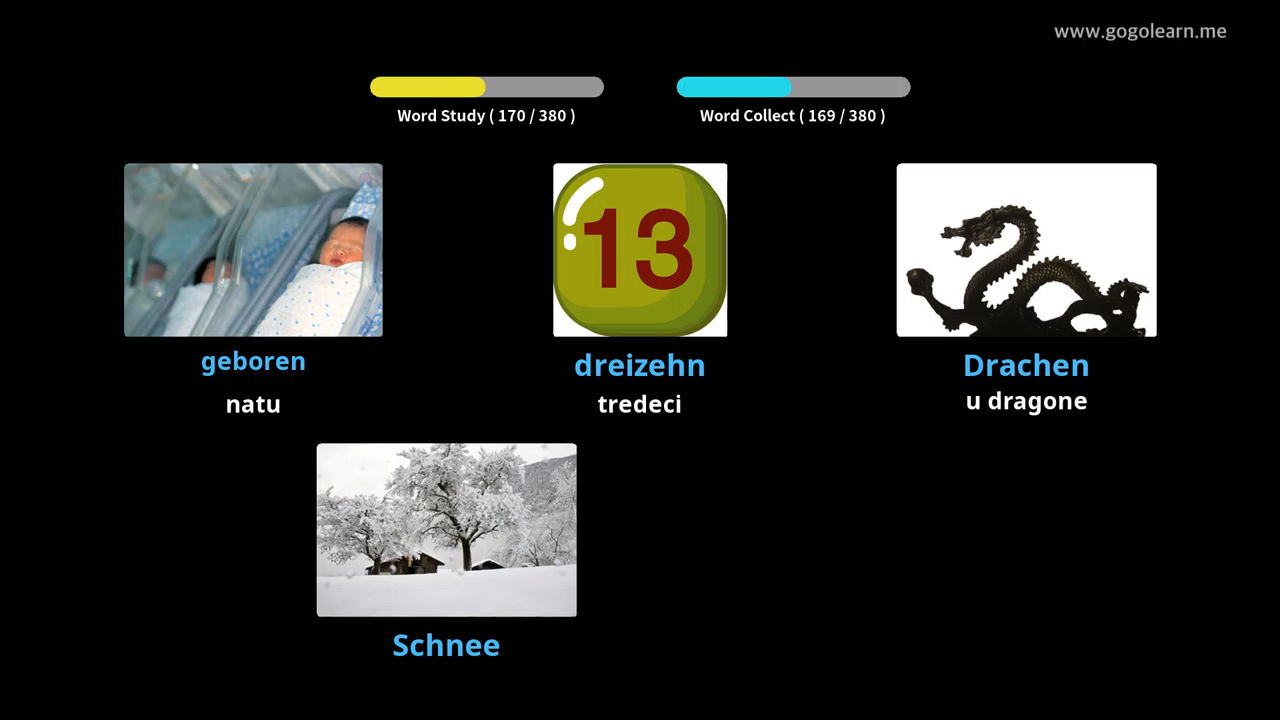 www.gogolearn.me
Word Study ( 170 / 380 )
Word Collect ( 169 / 380 )
13
geboren
dreizehn
Drachen
natu
tredeci
u dragone
Schnee